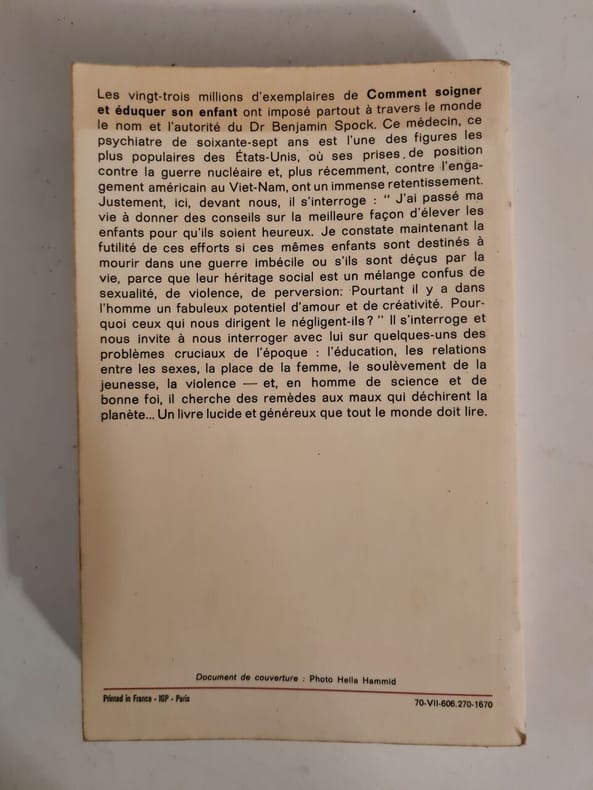 Les vingt-trois millions d'exemplaires de Comment soigner
et éduquer son enfant ont imposé partout à travers le monde
le nom et l'autorité du Dr Benjamin Spock. Ce médecin, ce
psychiatre de soixante-sept ans est l'une des figures les
plus populaires des États-Unis, où ses prises de position
contre la guerre nucléaire et, plus récemment, contre l'enga-
gement américain au Viet-Nam, ont un immense retentissement.
Justement, ici, devant nous, il s'interroge : " J'ai passé ma
vie à donner des conseils sur la meilleure façon d'élever les
enfants pour qu'ils soient heureux. Je constate maintenant la
futilité de ces efforts si ces mêmes enfants sont destinés à
mourir dans une guerre imbécile ou s'ils sont déçus par la
vie, parce que leur héritage social est un mélange confus de
sexualité, de violence, de perversion. Pourtant il y a dans
l'homme un fabuleux potentiel d'amour et de créativité. Pour-
quoi ceux qui nous dirigent le négligent-ils ? " Il s'interroge et
nous invite à nous interroger avec lui sur quelques-uns des
problèmes cruciaux de l'époque : l'éducation, les relations
entre les sexes, la place de la femme, le soulèvement de la
jeunesse, la violence — et, en homme de science et de
bonne foi, il cherche des remèdes aux maux qui déchirent la
planète... Un livre lucide et généreux que tout le monde doit lire.
Document de couverture : Photo Hella Hammid
Printed in France - IGP - Paris
70-VII-606.270-1670